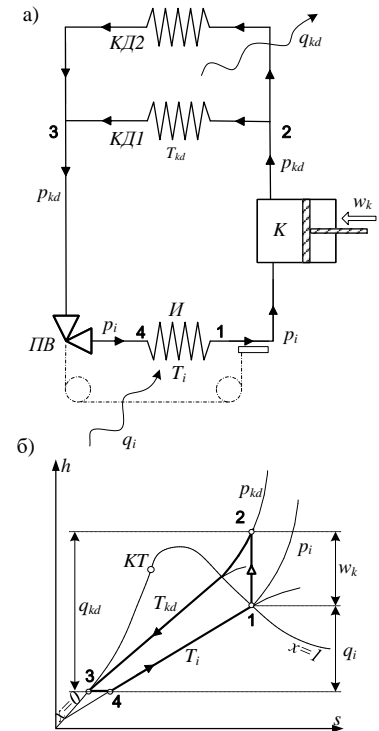 а)
КД2
q_kd
3
КД1
T_kd
2
p_kd
p_kd
w_k
К
И
p_i
4
1
ПВ
T_i
p_i
q_i
б)
h
p_kd
2
p_i
КТ
w_k
q_kd
T_kd
1
T_i
x=1
q_i
3
4
s